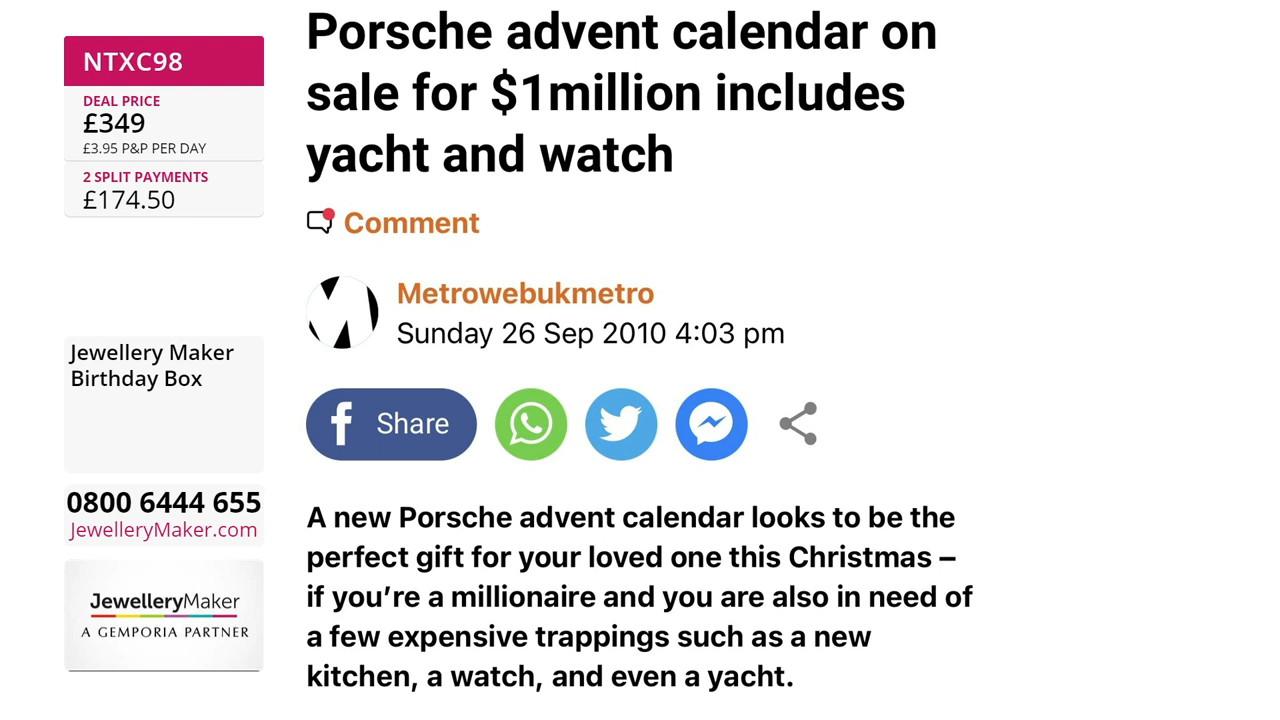 NTXC98
DEAL PRICE
£349
£3.95 P&P PER DAY
2 SPLIT PAYMENTS
£174.50
Jewellery Maker
Birthday Box
0800 6444 655
JewelleryMaker.com
JewelleryMaker
A GEMPORIA PARTNER
Porsche advent calendar on
sale for $1million includes
yacht and watch
Comment
Metrowebukmetro
Sunday 26 Sep 2010 4:03 pm
Share
A new Porsche advent calendar looks to be the
perfect gift for your loved one this Christmas –
if you’re a millionaire and you are also in need of
a few expensive trappings such as a new
kitchen, a watch, and even a yacht.